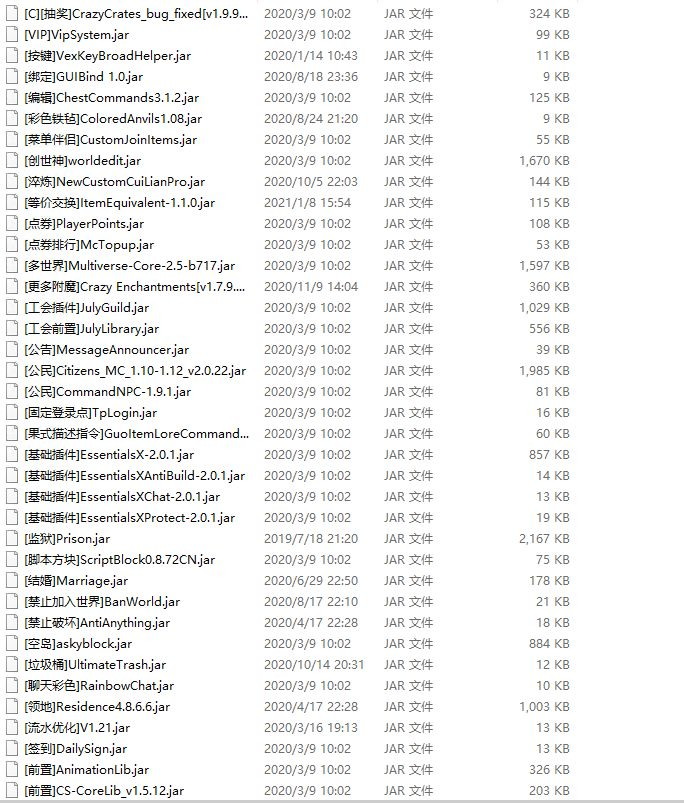 [C][抽奖]CrazyCrates_bug_fixed[v1.9.9... 2020/3/9 10:02 JAR 文件 324 KB
[VIP]VipSystem.jar 2020/3/9 10:02 JAR 文件 99 KB
[按键]VexKeyBroadHelper.jar 2020/1/14 10:43 JAR 文件 11 KB
[绑定]GUIBind 1.0.jar 2020/8/18 23:36 JAR 文件 9 KB
[编辑]ChestCommands3.1.2.jar 2020/3/9 10:02 JAR 文件 125 KB
[彩色铁毡]ColoredAnvils1.08.jar 2020/8/24 21:20 JAR 文件 9 KB
[菜单伴侣]CustomJoinItems.jar 2020/3/9 10:02 JAR 文件 55 KB
[创世神]worldedit.jar 2020/3/9 10:02 JAR 文件 1,670 KB
[淬炼]NewCustomCuiLianPro.jar 2020/10/5 22:03 JAR 文件 144 KB
[等价交换]ItemEquivalent-1.1.0.jar 2021/1/8 15:54 JAR 文件 115 KB
[点券]PlayerPoints.jar 2020/3/9 10:02 JAR 文件 108 KB
[点券排行]McTopup.jar 2020/3/9 10:02 JAR 文件 53 KB
[多世界]Multiverse-Core-2.5-b717.jar 2020/3/9 10:02 JAR 文件 1,597 KB
[更多附魔]Crazy Enchantments[v1.7.9.... 2020/11/9 14:04 JAR 文件 360 KB
[工会插件]JulyGuild.jar 2020/3/9 10:02 JAR 文件 1,029 KB
[工会前置]JulyLibrary.jar 2020/3/9 10:02 JAR 文件 556 KB
[公告]MessageAnnouncer.jar 2020/3/9 10:02 JAR 文件 39 KB
[公民]Citizens_MC_1.10-1.12_v2.0.22.jar 2020/3/9 10:02 JAR 文件 1,985 KB
[公民]CommandNPC-1.9.1.jar 2020/3/9 10:02 JAR 文件 81 KB
[固定登录点]TpLogin.jar 2020/3/9 10:02 JAR 文件 16 KB
[果式描述指令]GuoItemLoreCommand... 2020/3/9 10:02 JAR 文件 60 KB
[基础插件]EssentialsX-2.0.1.jar 2020/3/9 10:02 JAR 文件 857 KB
[基础插件]EssentialsXAntiBuild-2.0.1.jar 2020/3/9 10:02 JAR 文件 14 KB
[基础插件]EssentialsXChat-2.0.1.jar 2020/3/9 10:02 JAR 文件 13 KB
[基础插件]EssentialsXProtect-2.0.1.jar 2020/3/9 10:02 JAR 文件 19 KB
[监狱]Prison.jar 2019/7/18 21:20 JAR 文件 2,167 KB
[脚本方块]ScriptBlock0.8.72CN.jar 2020/3/9 10:02 JAR 文件 75 KB
[结婚]Marriage.jar 2020/6/29 22:50 JAR 文件 178 KB
[禁止加入世界]BanWorld.jar 2020/8/17 22:10 JAR 文件 21 KB
[禁止破坏]AntiAnything.jar 2020/4/17 22:28 JAR 文件 18 KB
[空岛]askyblock.jar 2020/3/9 10:02 JAR 文件 884 KB
[垃圾桶]UltimateTrash.jar 2020/10/14 20:31 JAR 文件 12 KB
[聊天彩色]RainbowChat.jar 2020/3/9 10:02 JAR 文件 10 KB
[领地]Residence4.8.6.6.jar 2020/4/17 22:28 JAR 文件 1,003 KB
[流水优化]V1.21.jar 2020/3/16 19:13 JAR 文件 13 KB
[签到]DailySign.jar 2020/3/9 10:02 JAR 文件 13 KB
[前置]AnimationLib.jar 2020/3/9 10:02 JAR 文件 326 KB
[前置]CS-CoreLib_v1.5.12.jar 2020/3/9 10:02 JAR 文件 203 KB